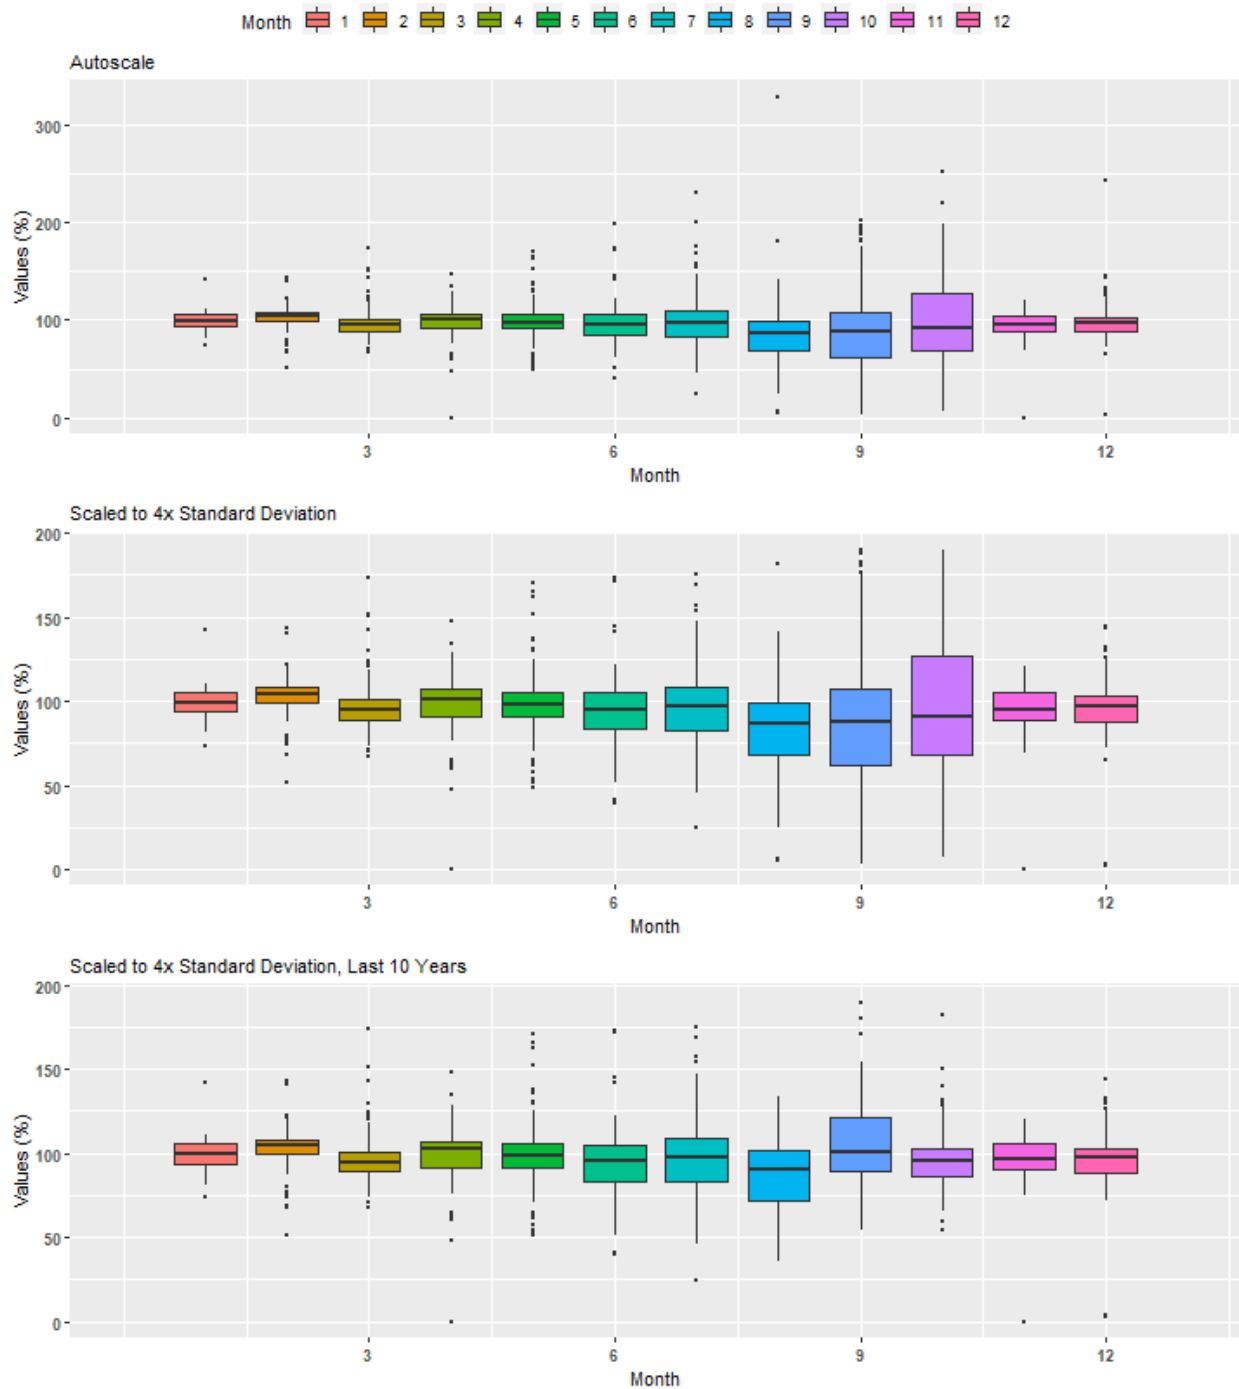 Month 1 2 3 4 5 6 7 8 9 10 11 12
Autoscale
300
200
100
0
Values (%)
3 6 9 12
Month
Scaled to 4x Standard Deviation
200
150
100
50
0
Values (%)
3 6 9 12
Month
Scaled to 4x Standard Deviation, Last 10 Years
200
150
100
50
0
Values (%)
3 6 9 12
Month